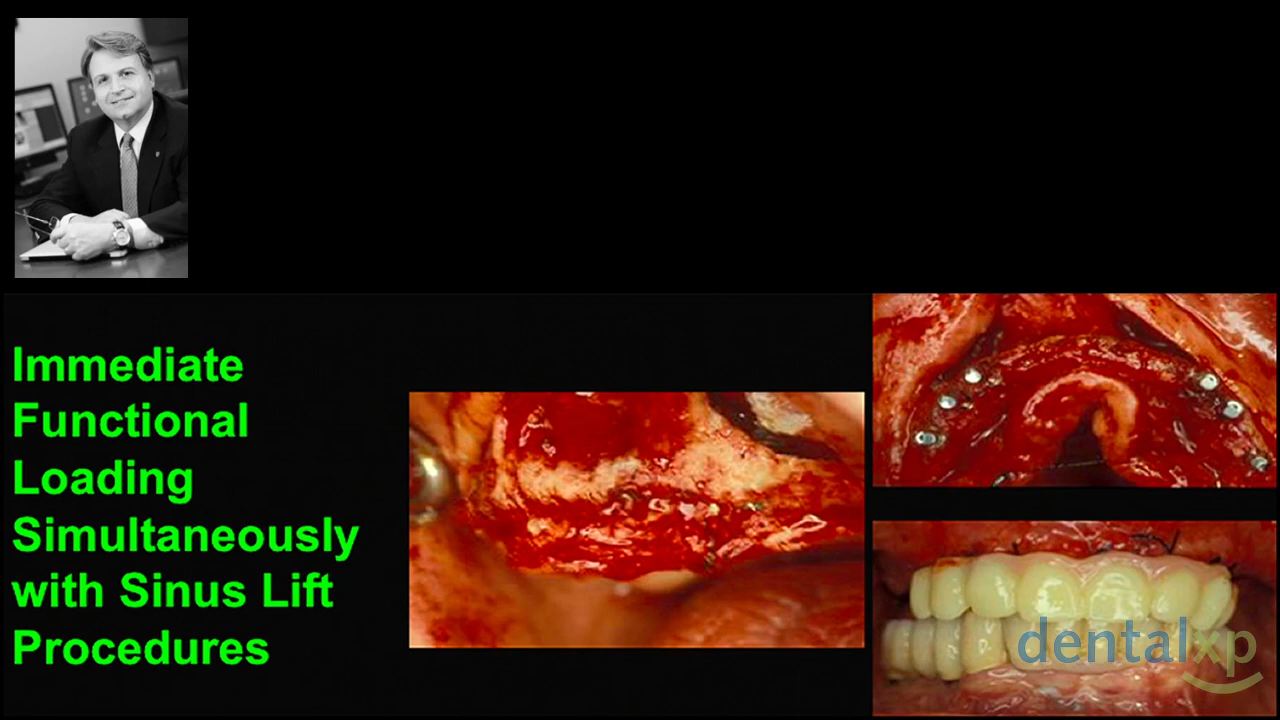 Immediate
Functional
Loading
Simultaneously
with Sinus Lift
Procedures
dentalxp